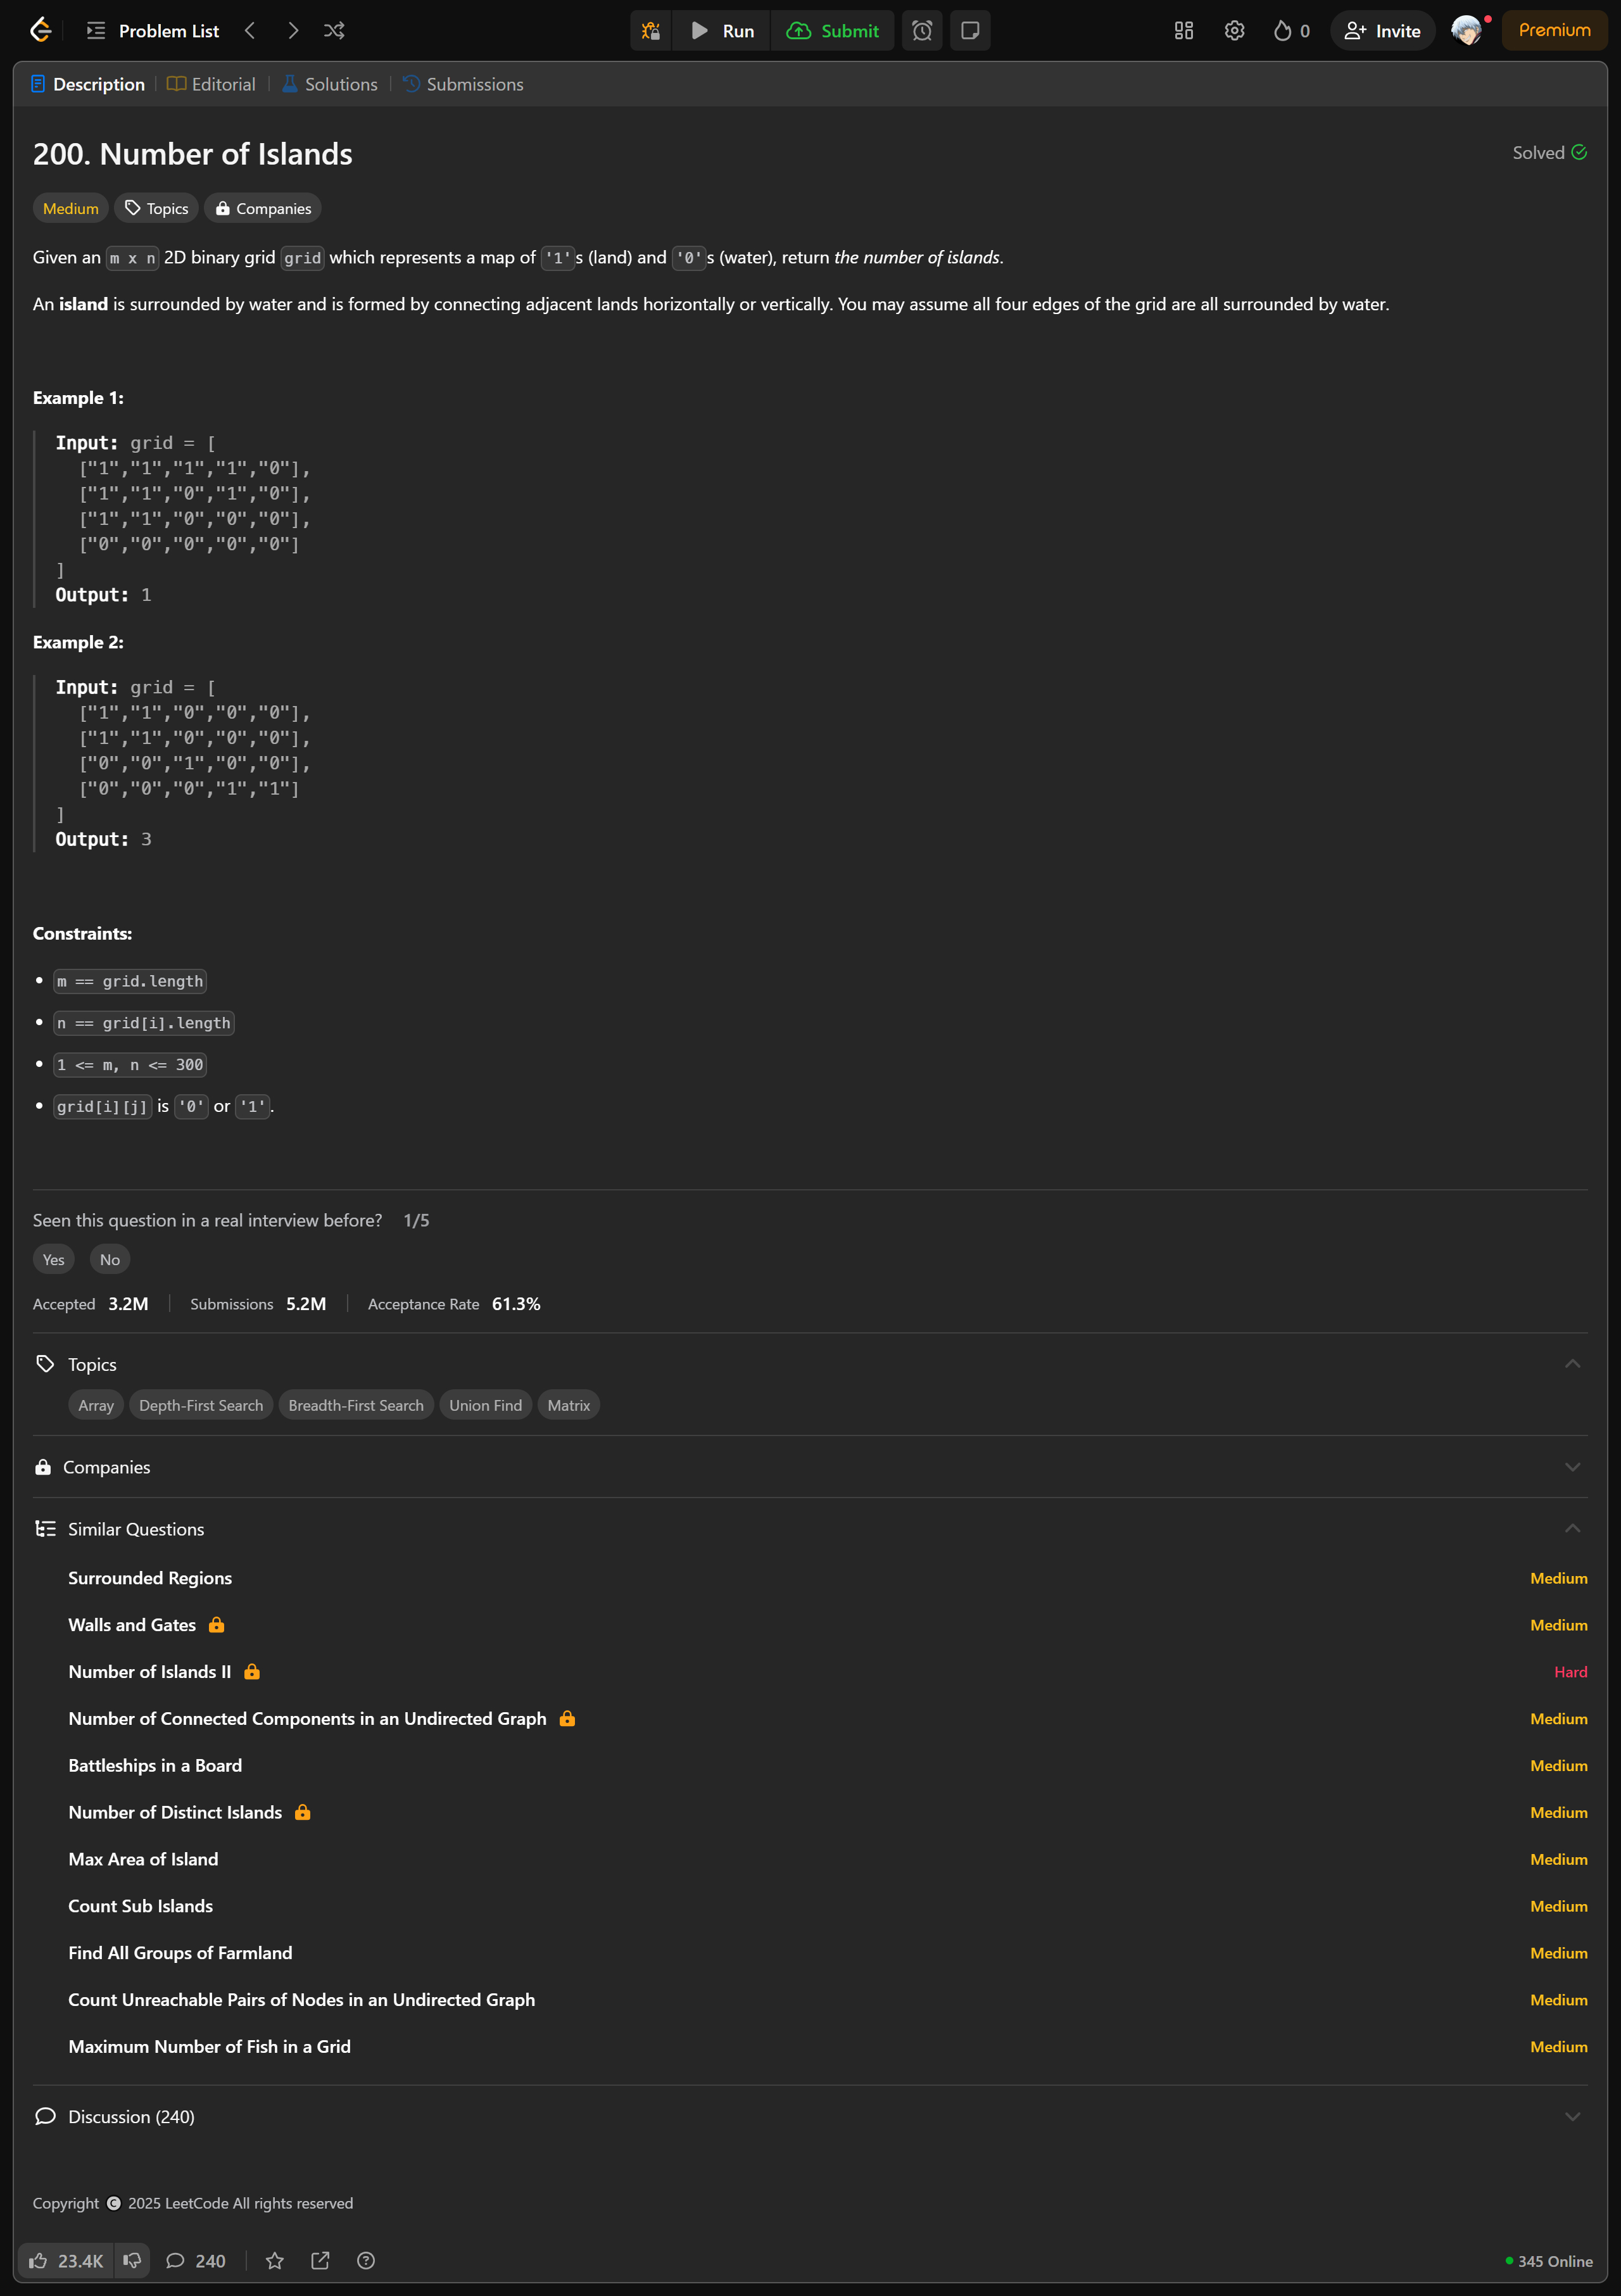 Problem List
Run
Submit
0
Invite
Premium
Description
Editorial
Solutions
Submissions
200. Number of Islands
Solved
Medium
Topics
Companies
Given an m x n 2D binary grid grid which represents a map of '1's (land) and '0's (water), return the number of islands.
An island is surrounded by water and is formed by connecting adjacent lands horizontally or vertically. You may assume all four edges of the grid are all surrounded by water.
Example 1:
Input: grid = [
["1","1","1","1","0"],
["1","1","0","1","0"],
["1","1","0","0","0"],
["0","0","0","0","0"]
]
Output: 1
Example 2:
Input: grid = [
["1","1","0","0","0"],
["1","1","0","0","0"],
["0","0","1","0","0"],
["0","0","0","1","1"]
]
Output: 3
Constraints:
• m == grid.length
• n == grid[i].length
• 1 <= m, n <= 300
• grid[i][j] is '0' or '1'.
Seen this question in a real interview before? 1/5
Yes
No
Accepted 3.2M
Submissions 5.2M
Acceptance Rate 61.3%
Topics
Array
Depth-First Search
Breadth-First Search
Union Find
Matrix
Companies
Similar Questions
Surrounded Regions Medium
Walls and Gates Medium
Number of Islands II Hard
Number of Connected Components in an Undirected Graph Medium
Battleships in a Board Medium
Number of Distinct Islands Medium
Max Area of Island Medium
Count Sub Islands Medium
Find All Groups of Farmland Medium
Count Unreachable Pairs of Nodes in an Undirected Graph Medium
Maximum Number of Fish in a Grid Medium
Discussion (240)
Copyright © 2025 LeetCode All rights reserved
23.4K
240
345 Online